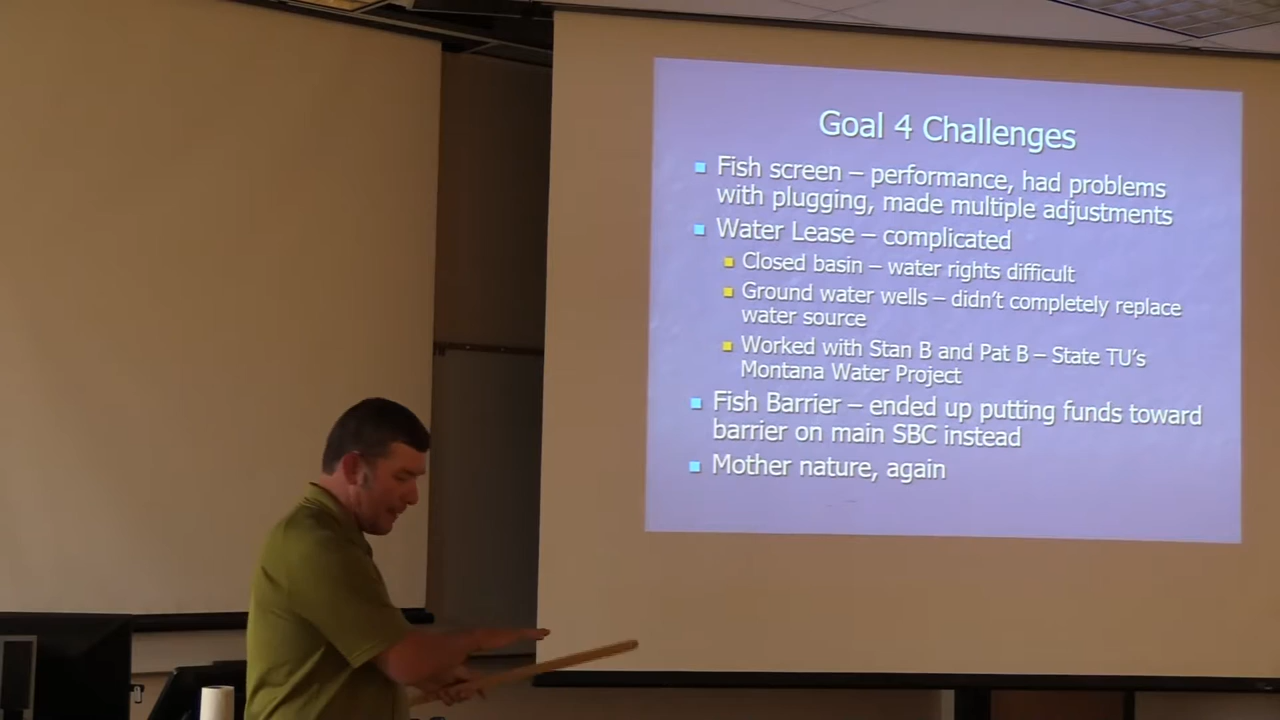 Goal 4 Challenges
Fish screen – performance, had problems
with plugging, made multiple adjustments
Water Lease – complicated
Closed basin – water rights difficult
Ground water wells – didn't completely replace
water source
Worked with Stan B and Pat B – State TU's
Montana Water Project
Fish Barrier – ended up putting funds toward
barrier on main SBC instead
Mother nature, again